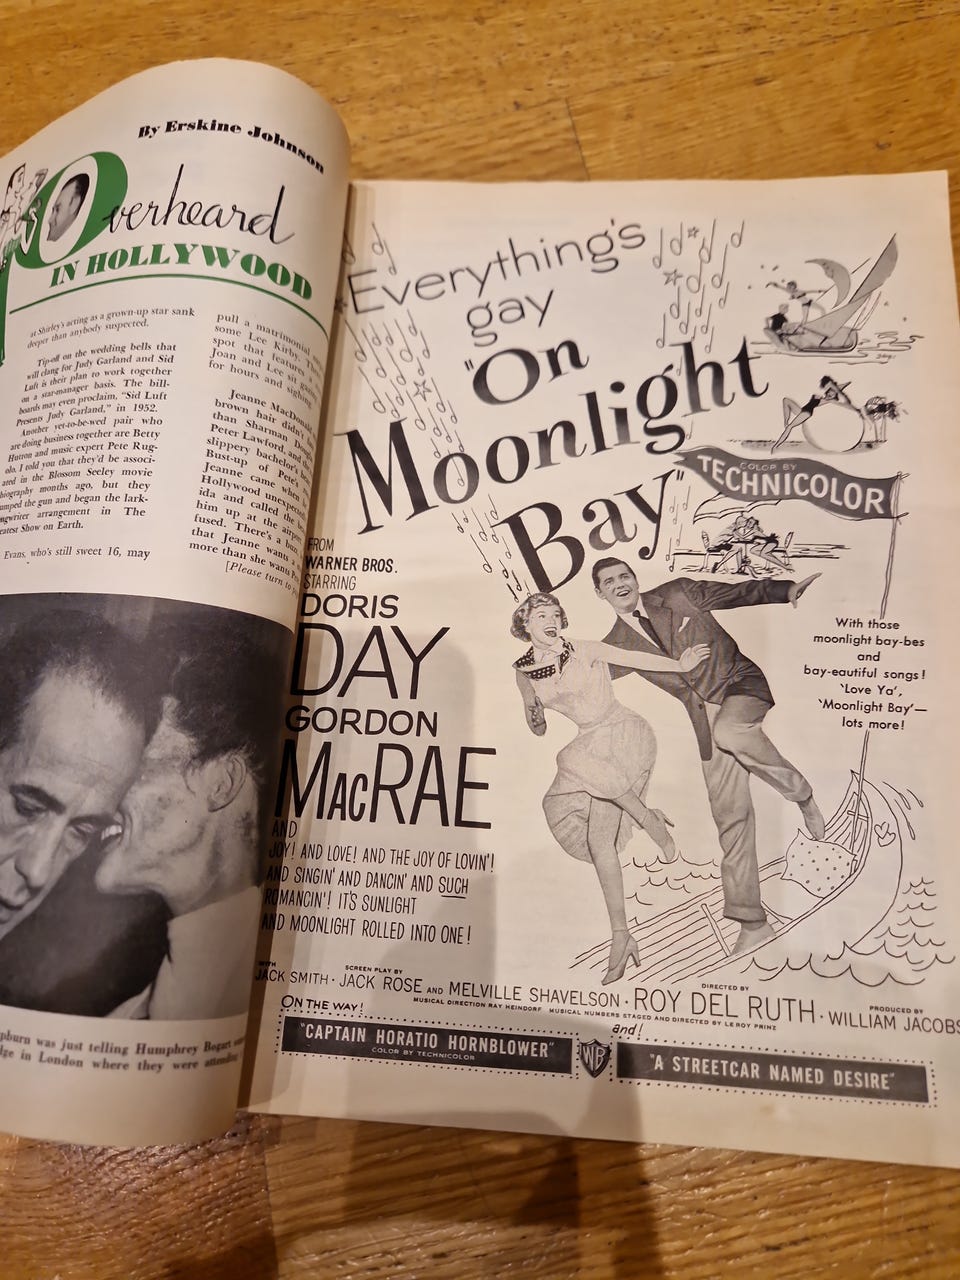 By Erskine Johnson
Overheard
IN HOLLYWOOD
at Shirley's acting as a grown-up star sank
deeper than anybody suspected.
Tip-off on the wedding bells that
will clang for Judy Garland and Sid
Luft is their plan to work together
on a star-manager basis. The bill-
boards may even proclaim, "Sid Luft
Presents Judy Garland," in 1952.
Another yet-to-be-wed pair who
are doing business together are Betty
Hutton and music expert Pete Rug-
olo. I told you that they'd be associ-
ated in the Blossom Seeley movie
biography months ago, but they
jumped the gun and began the lark-
songwriter arrangement in The
Greatest Show on Earth.
Evans, who's still sweet 16, may
pull a matrimonial
some Lee Kirby.
spot that features a
Joan and Lee sit
for hours and sighing.
Jeanne MacDonald
brown hair didn't
than Sharman
Peter Lawford, and
slippery bachelor's
Bust-up of Pete's
Jeanne came when
Hollywood unexpectedly
ida and called the
him up at the airport
fused. There's a
that Jeanne wants a
more than she wants
[Please turn to
pburn was just telling Humphrey Bogart
dge in London where they were attending
Everything's
gay
"On
Moonlight
Bay"
COLOR BY
TECHNICOLOR
FROM
WARNER BROS.
STARRING
DORIS
DAY
GORDON
MacRAE
AND
JOY! AND LOVE! AND THE JOY OF LOVIN'!
AND SINGIN' AND DANCIN' AND SUCH
ROMANCIN'! IT'S SUNLIGHT
AND MOONLIGHT ROLLED INTO ONE!
With those
moonlight bay-bes
and
bay-eautiful songs!
'Love Ya',
'Moonlight Bay'—
lots more!
WITH JACK SMITH · SCREEN PLAY BY JACK ROSE AND MELVILLE SHAVELSON · DIRECTED BY ROY DEL RUTH · PRODUCED BY WILLIAM JACOBS
MUSICAL DIRECTION RAY HEINDORF MUSICAL NUMBERS STAGED AND DIRECTED BY LEROY PRINZ
ON THE WAY!
"CAPTAIN HORATIO HORNBLOWER"
COLOR BY TECHNICOLOR
WB
and!
"A STREETCAR NAMED DESIRE"